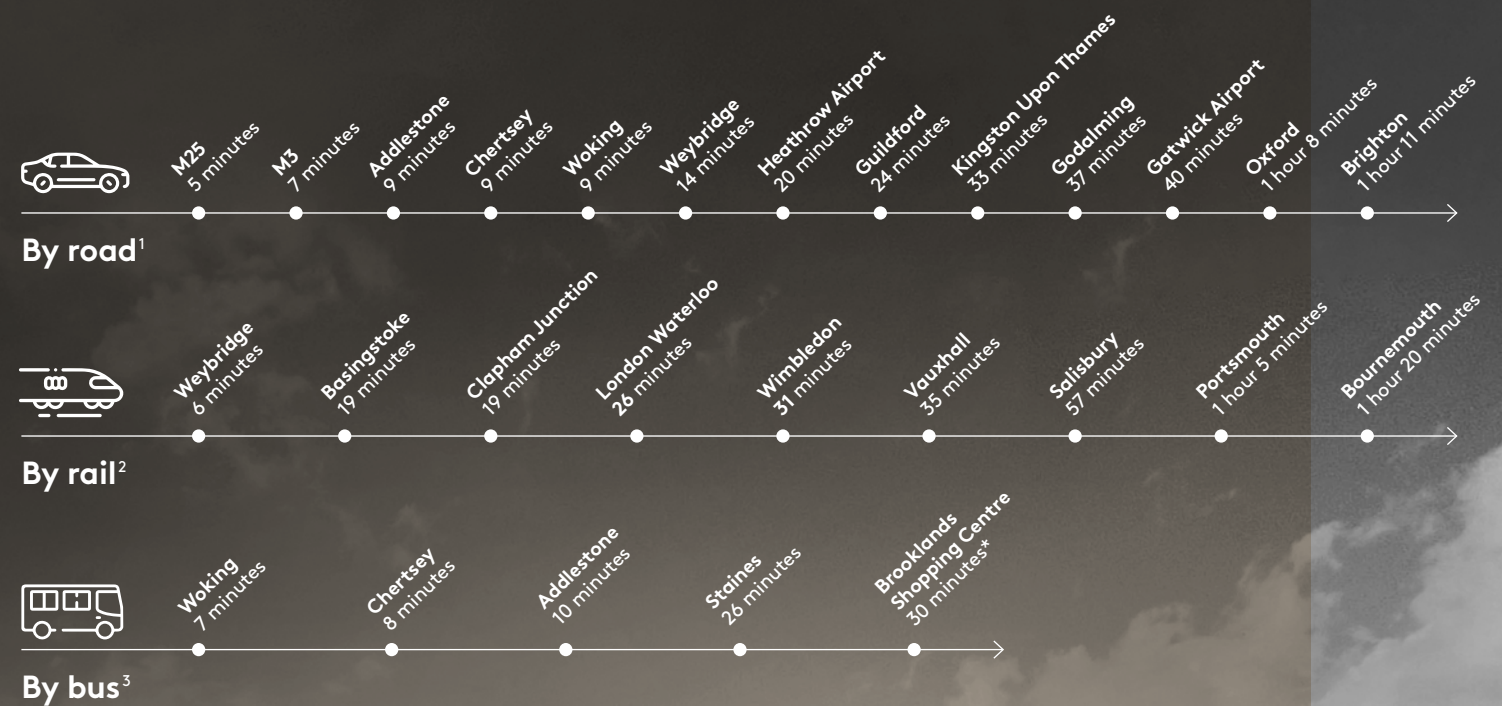 M25
5 minutes
M3
7 minutes
Addlestone
9 minutes
Chertsey
9 minutes
Woking
9 minutes
Weybridge
14 minutes
Heathrow Airport
20 minutes
Guildford
24 minutes
Kingston Upon Thames
33 minutes
Godalming
37 minutes
Gatwick Airport
40 minutes
Oxford
1 hour 8 minutes
Brighton
1 hour 11 minutes
By road¹
Weybridge
6 minutes
Basingstoke
19 minutes
Clapham Junction
19 minutes
London Waterloo
26 minutes
Wimbledon
31 minutes
Vauxhall
35 minutes
Salisbury
57 minutes
Portsmouth
1 hour 5 minutes
Bournemouth
1 hour 20 minutes
By rail²
Woking
7 minutes
Chertsey
8 minutes
Addlestone
10 minutes
Staines
26 minutes
Brooklands
Shopping Centre
30 minutes*
By bus³